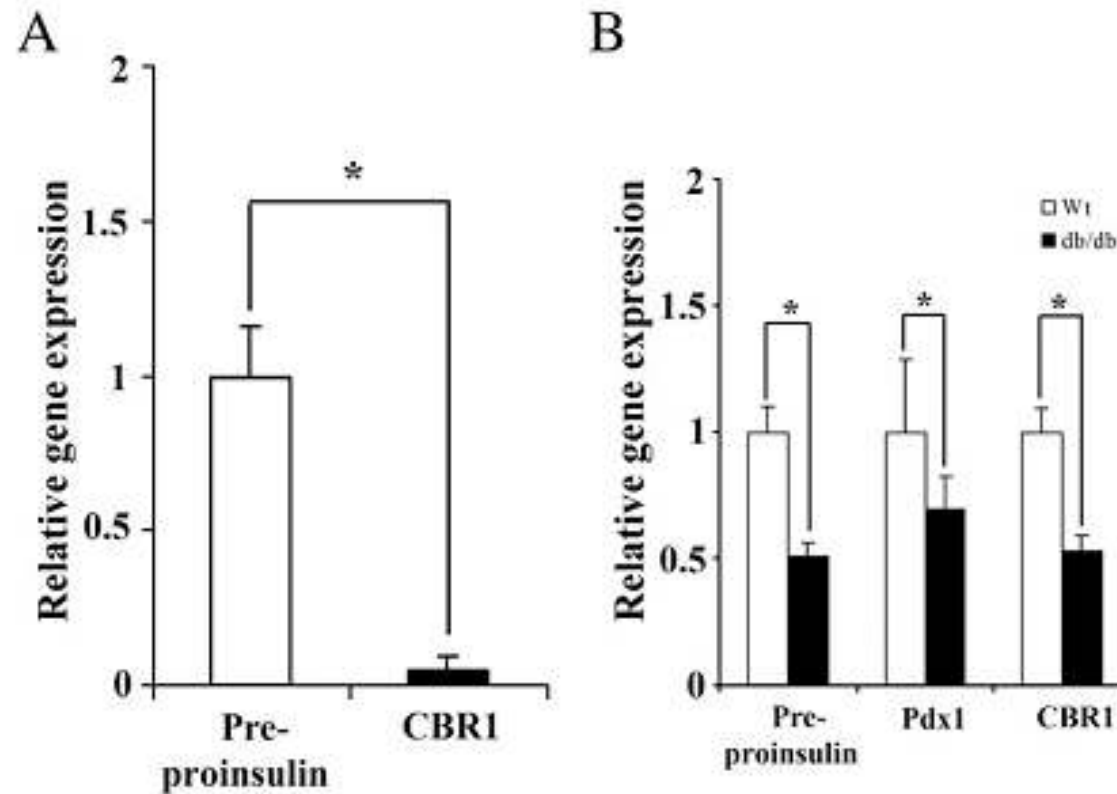 A
Relative gene expression
2
1.5
1
0.5
0
*
Pre-
proinsulin
CBR1
B
Relative gene expression
2
1.5
1
0.5
0
Wt
db/db
*
*
*
Pre-
proinsulin
Pdx1
CBR1